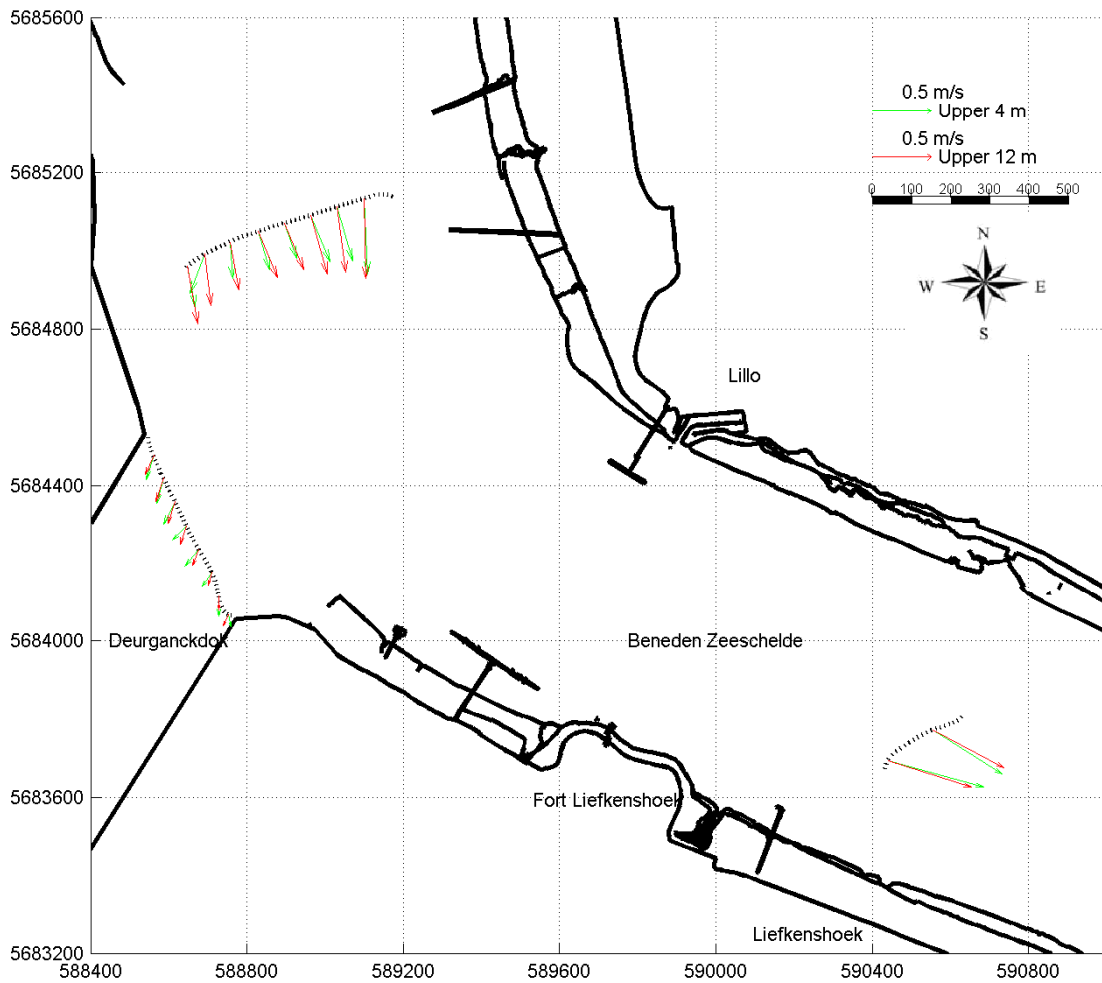 5685600
5685200
5684800
5684400
5684000
5683600
5683200
588400
588800
589200
589600
590000
590400
590800
0.5 m/s
Upper 4 m
0.5 m/s
Upper 12 m
0 100 200 300 400 500
N
W E
S
Lillo
Deurganckdok
Beneden Zeeschelde
Fort Liefkenshoek
Liefkenshoek